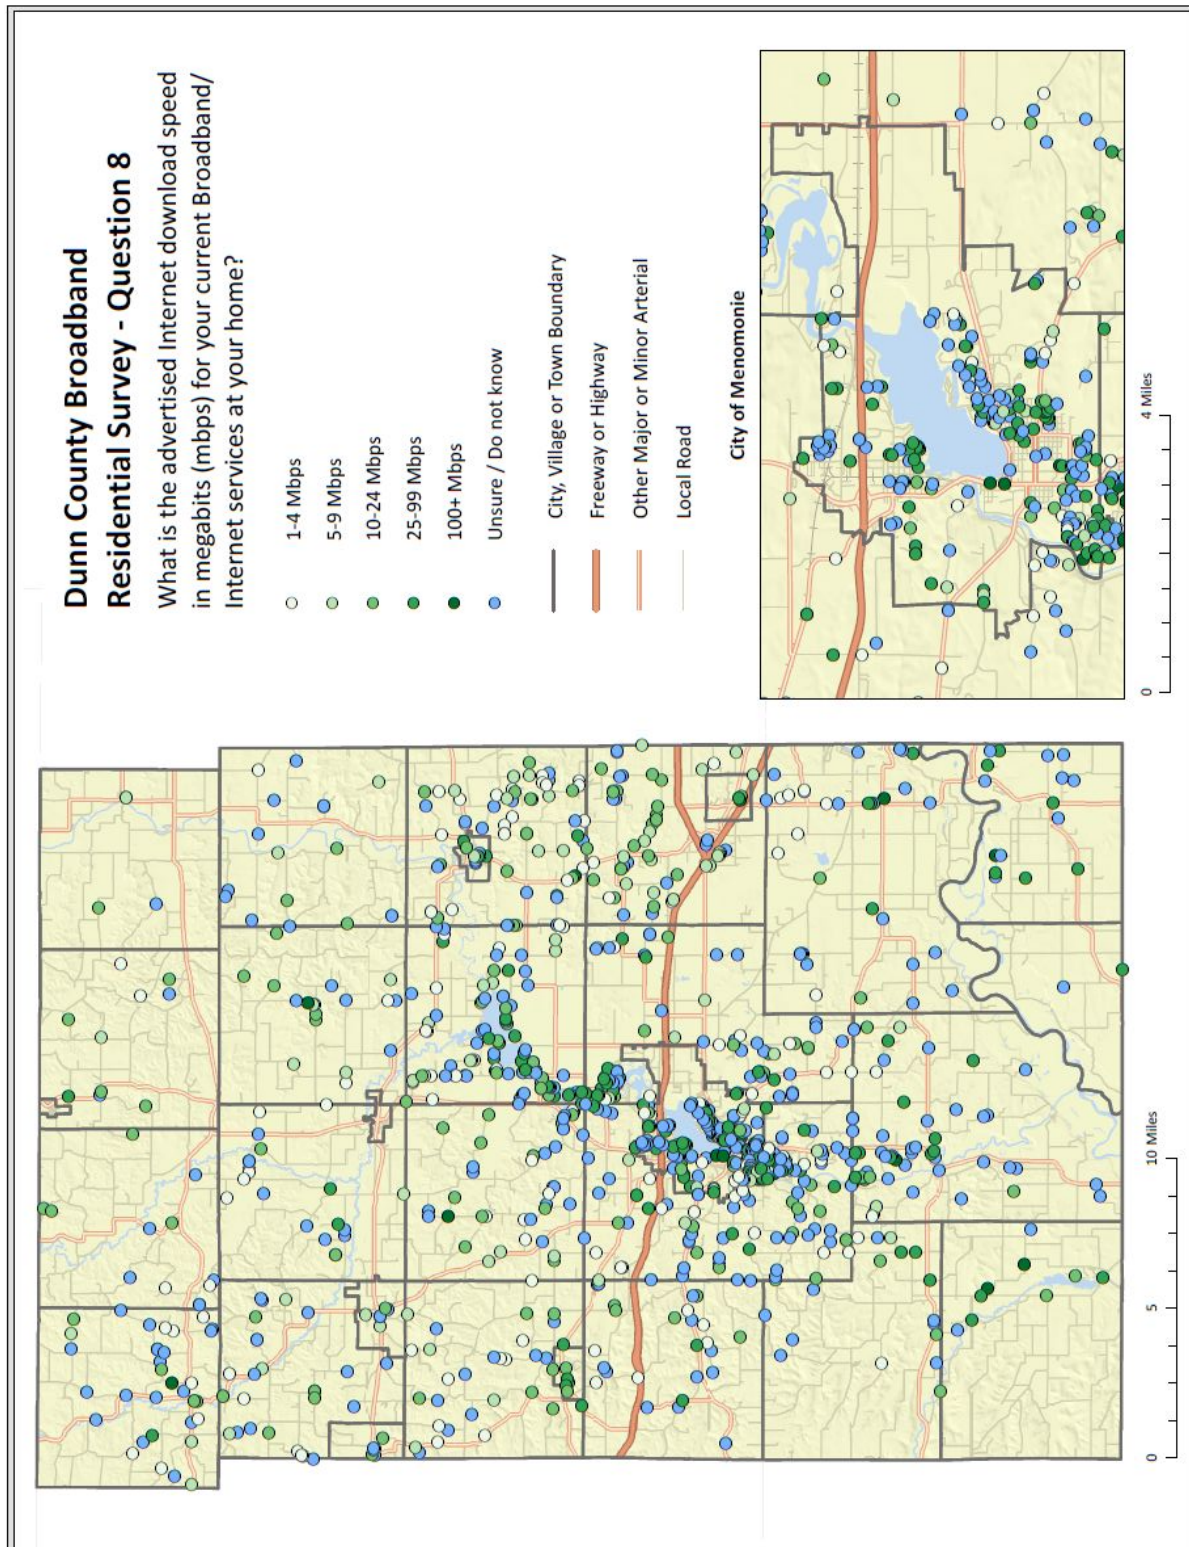 Dunn County Broadband
Residential Survey - Question 8
What is the advertised Internet download speed
in megabits (mbps) for your current Broadband/
Internet services at your home?
1-4 Mbps
5-9 Mbps
10-24 Mbps
25-99 Mbps
100+ Mbps
Unsure / Do not know
City, Village or Town Boundary
Freeway or Highway
Other Major or Minor Arterial
Local Road
City of Menomonie
0 4 Miles
0 5 10 Miles